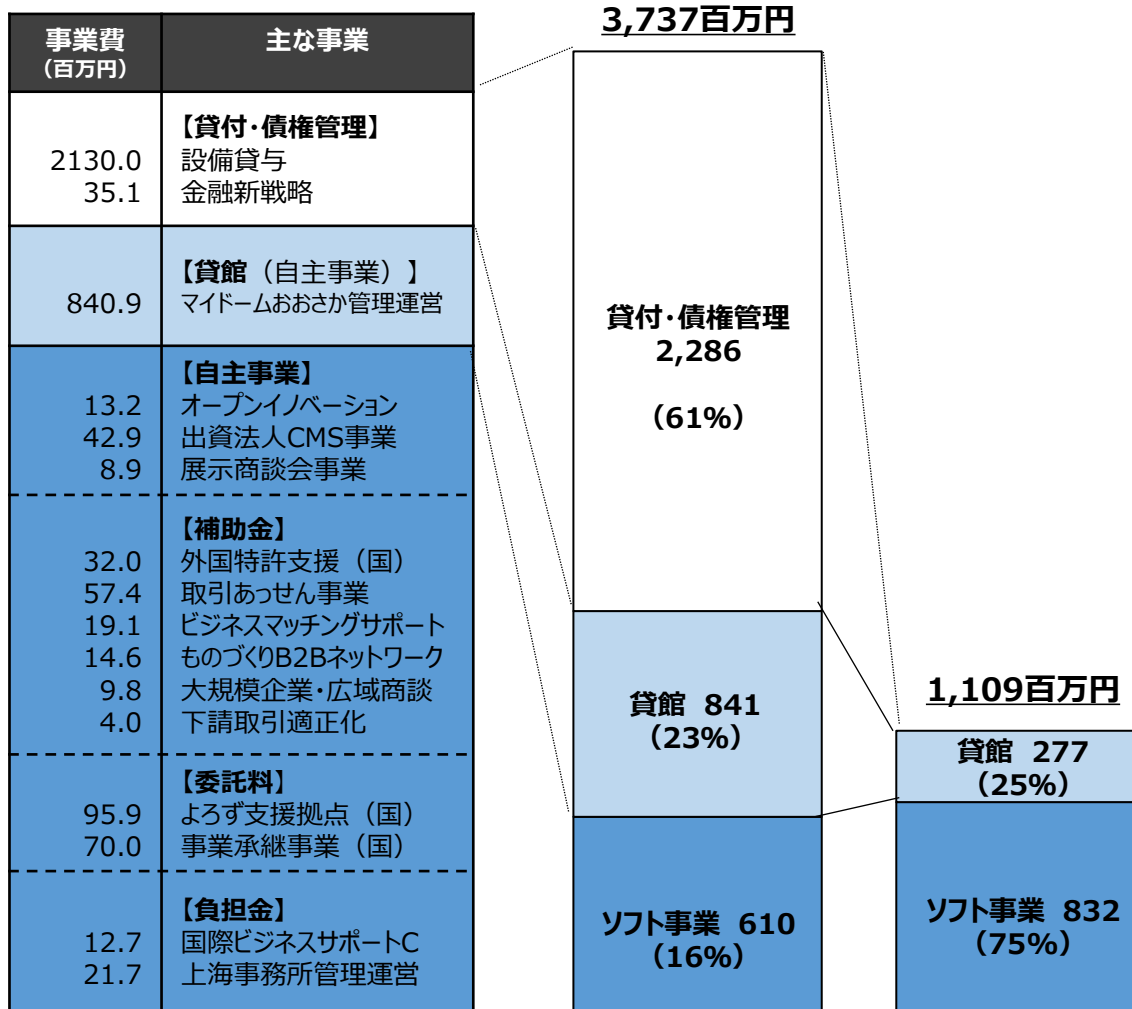 事業費
(百万円)
主な事業
【貸付・債権管理】
2130.0 設備貸与
35.1 金融新戦略
【貸館（自主事業）】
840.9 マイドームおおさか管理運営
【自主事業】
13.2 オープンイノベーション
42.9 出資法人CMS事業
8.9 展示商談会事業
【補助金】
32.0 外国特許支援（国）
57.4 取引あっせん事業
19.1 ビジネスマッチングサポート
14.6 ものづくりB2Bネットワーク
9.8 大規模企業・広域商談
4.0 下請取引適正化
【委託料】
95.9 よろず支援拠点（国）
70.0 事業承継事業（国）
【負担金】
12.7 国際ビジネスサポートC
21.7 上海事務所管理運営
3,737百万円
貸付・債権管理
2,286
（61%）
貸館 841
（23%）
ソフト事業 610
（16%）
1,109百万円
貸館 277
（25%）
ソフト事業 832
（75%）